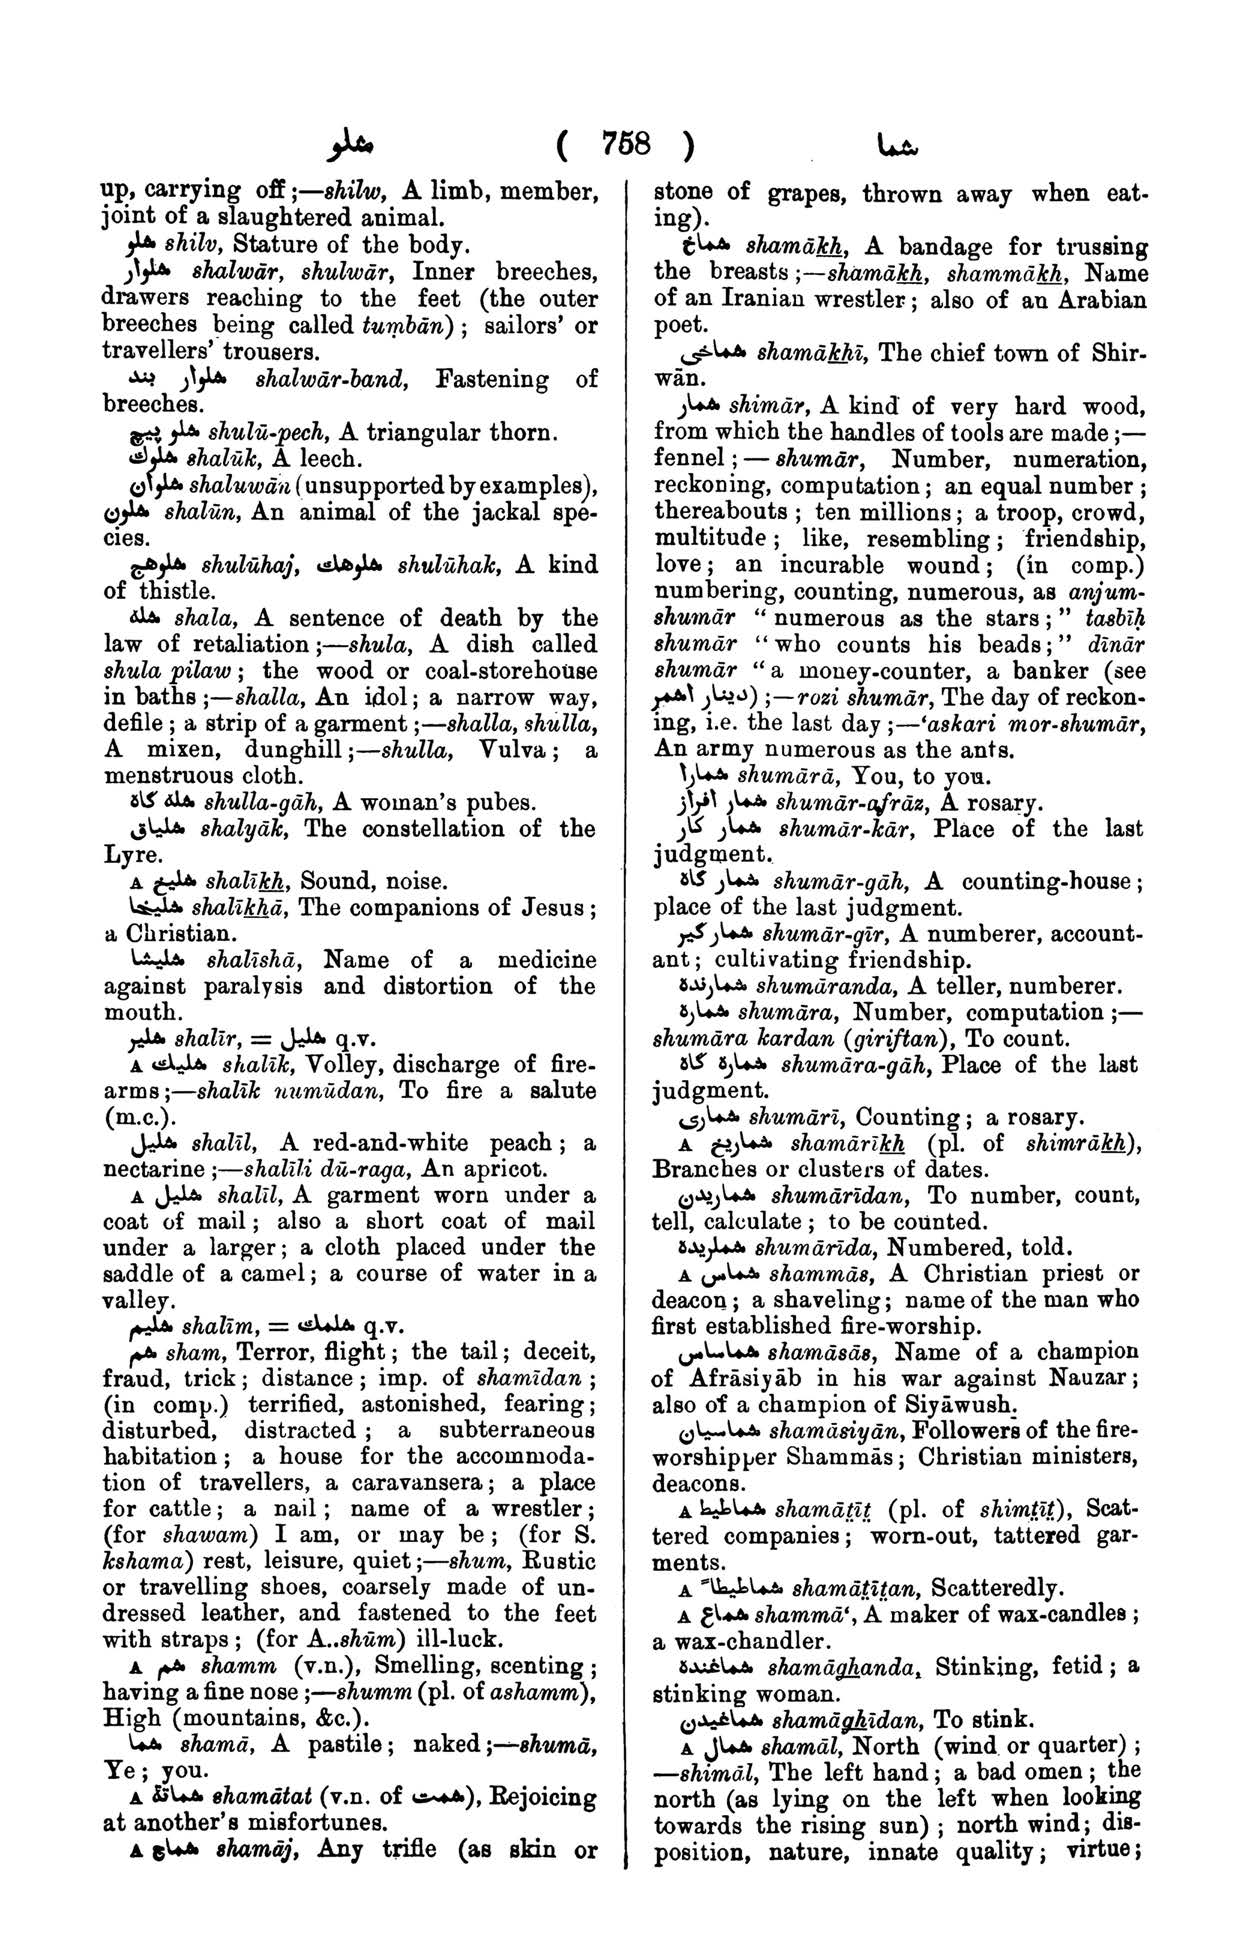 شلو ( 758 ) شما
up, carrying off ;—shilw, A limb, member,
joint of a slaughtered animal.
شلو shilv, Stature of the body.
شلوار shalwār, shulwār, Inner breeches,
drawers reaching to the feet (the outer
breeches being called tumbān) ; sailors' or
travellers' trousers.
شلوار بند shalwār-band, Fastening of
breeches.
شلو پیچ shulū-pech, A triangular thorn.
شلوك shalūk, A leech.
شلوان shaluwān (unsupported by examples),
شلون shalūn, An animal of the jackal spe-
cies.
شلوهج shulūhaj, شلوهك shulūhak, A kind
of thistle.
شله shala, A sentence of death by the
law of retaliation ;—shula, A dish called
shula pilaw ; the wood or coal-storehouse
in baths ;—shalla, An idol ; a narrow way,
defile ; a strip of a garment ;—shalla, shulla,
A mixen, dunghill ;—shulla, Vulva ; a
menstruous cloth.
شله گاه shulla-gāh, A woman's pubes.
شلياق shalyāk, The constellation of the
Lyre.
A شليخ shalīkh, Sound, noise.
شليخا shalīkhā, The companions of Jesus ;
a Christian.
شليشا shalīshā, Name of a medicine
against paralysis and distortion of the
mouth.
شلير shalīr, = شليل q.v.
A شليك shalīk, Volley, discharge of fire-
arms ;—shalīk numūdan, To fire a salute
(m.c.).
شليل shalīl, A red-and-white peach ; a
nectarine ;—shalīli dū-raga, An apricot.
A شليل shalīl, A garment worn under a
coat of mail ; also a short coat of mail
under a larger ; a cloth placed under the
saddle of a camel ; a course of water in a
valley.
شليم shalīm, = شلمك q.v.
شم sham, Terror, flight ; the tail ; deceit,
fraud, trick ; distance ; imp. of shamīdan ;
(in comp.) terrified, astonished, fearing ;
disturbed, distracted ; a subterraneous
habitation ; a house for the accommoda-
tion of travellers, a caravansera ; a place
for cattle ; a nail ; name of a wrestler ;
(for shawam) I am, or may be ; (for S.
kshama) rest, leisure, quiet ;—shum, Rustic
or travelling shoes, coarsely made of un-
dressed leather, and fastened to the feet
with straps ; (for A..shūm) ill-luck.
A شم shamm (v.n.), Smelling, scenting ;
having a fine nose ;—shumm (pl. of ashamm),
High (mountains, &c.).
شما shamā, A pastile ; naked ;—shumā,
Ye ; you.
A شماتة shamātat (v.n. of شمت), Rejoicing
at another's misfortunes.
A شماج shamāj, Any trifle (as skin or
stone of grapes, thrown away when eat-
ing).
شماخ shamākh, A bandage for trussing
the breasts ;—shamākh, shammākh, Name
of an Iranian wrestler ; also of an Arabian
poet.
شماخی shamākhī, The chief town of Shir-
wān.
شمار shimār, A kind of very hard wood,
from which the handles of tools are made ;—
fennel ; — shumār, Number, numeration,
reckoning, computation ; an equal number ;
thereabouts ; ten millions ; a troop, crowd,
multitude ; like, resembling ; friendship,
love ; an incurable wound ; (in comp.)
numbering, counting, numerous, as anjum-
shumār "numerous as the stars ;" tasbīḥ
shumār "who counts his beads ;" dīnār
shumār "a money-counter, a banker (see
دينار اشمر) ;—rozi shumār, The day of reckon-
ing, i.e. the last day ;—‘askari mor-shumār,
An army numerous as the ants.
شمارا shumārā, You, to you.
شمار افراز shumār-afrāz, A rosary.
شمار كار shumār-kār, Place of the last
judgment.
شمار گاه shumār-gāh, A counting-house ;
place of the last judgment.
شمارگير shumār-gīr, A numberer, account-
ant ; cultivating friendship.
شمارنده shumāranda, A teller, numberer.
شماره shumāra, Number, computation ;—
shumāra kardan (giriftan), To count.
شماره گاه shumāra-gāh, Place of the last
judgment.
شماری shumārī, Counting ; a rosary.
A شماريخ shamārīkh (pl. of shimrākh),
Branches or clusters of dates.
شماريدن shumārīdan, To number, count,
tell, calculate ; to be counted.
شماريده shumārīda, Numbered, told.
A شماس shammās, A Christian priest or
deacon ; a shaveling ; name of the man who
first established fire-worship.
شماساس shamāsās, Name of a champion
of Afrāsiyāb in his war against Nauzar ;
also of a champion of Siyāwush.
شماسيان shamāsiyān, Followers of the fire-
worshipper Shammās ; Christian ministers,
deacons.
A شماطيط shamāt̤īt̤ (pl. of shimt̤īt̤), Scat-
tered companies ; worn-out, tattered gar-
ments.
A شماطيطاً shamāt̤īt̤an, Scatteredly.
A شماع shammā‘, A maker of wax-candles ;
a wax-chandler.
شماغنده shamāghanda, Stinking, fetid ; a
stinking woman.
شماغيدن shamāghīdan, To stink.
A شمال shamāl, North (wind or quarter) ;
—shimāl, The left hand ; a bad omen ; the
north (as lying on the left when looking
towards the rising sun) ; north wind ; dis-
position, nature, innate quality ; virtue ;